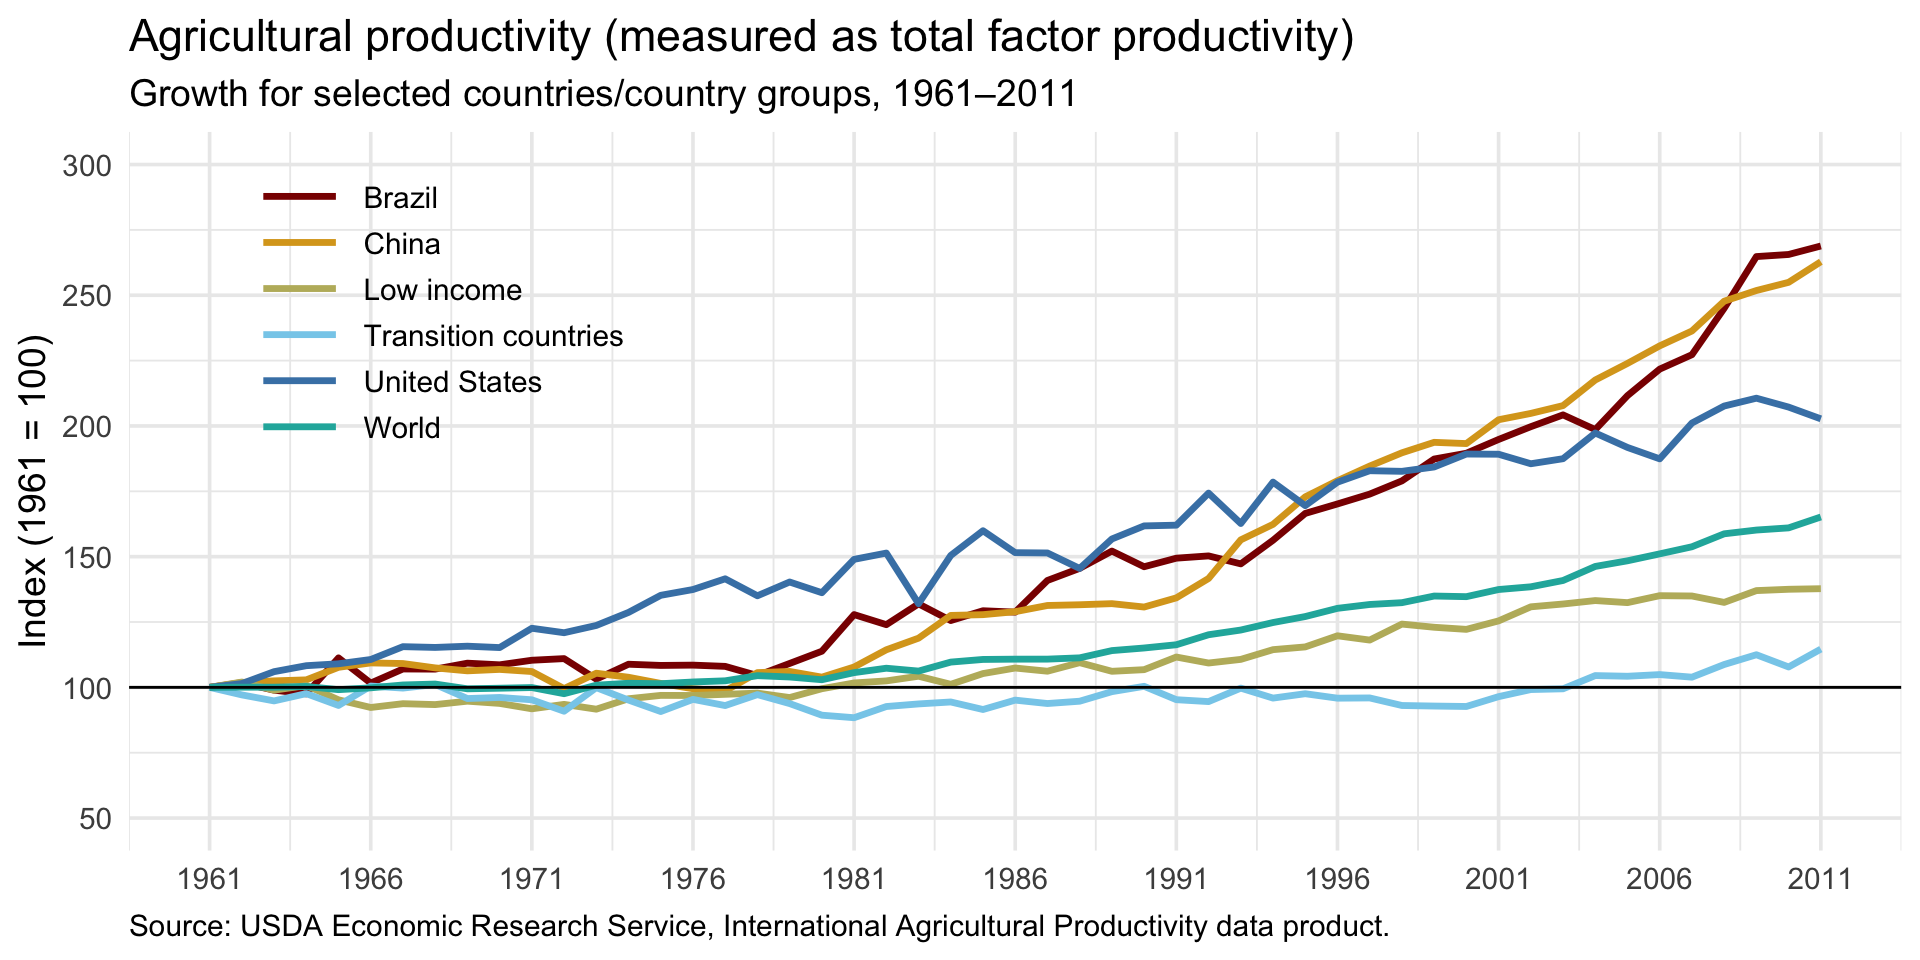 Agricultural productivity (measured as total factor productivity)
Growth for selected countries/country groups, 1961–2011
Index (1961 = 100)
300
250
200
150
100
50
Brazil
China
Low income
Transition countries
United States
World
1961 1966 1971 1976 1981 1986 1991 1996 2001 2006 2011
Source: USDA Economic Research Service, International Agricultural Productivity data product.